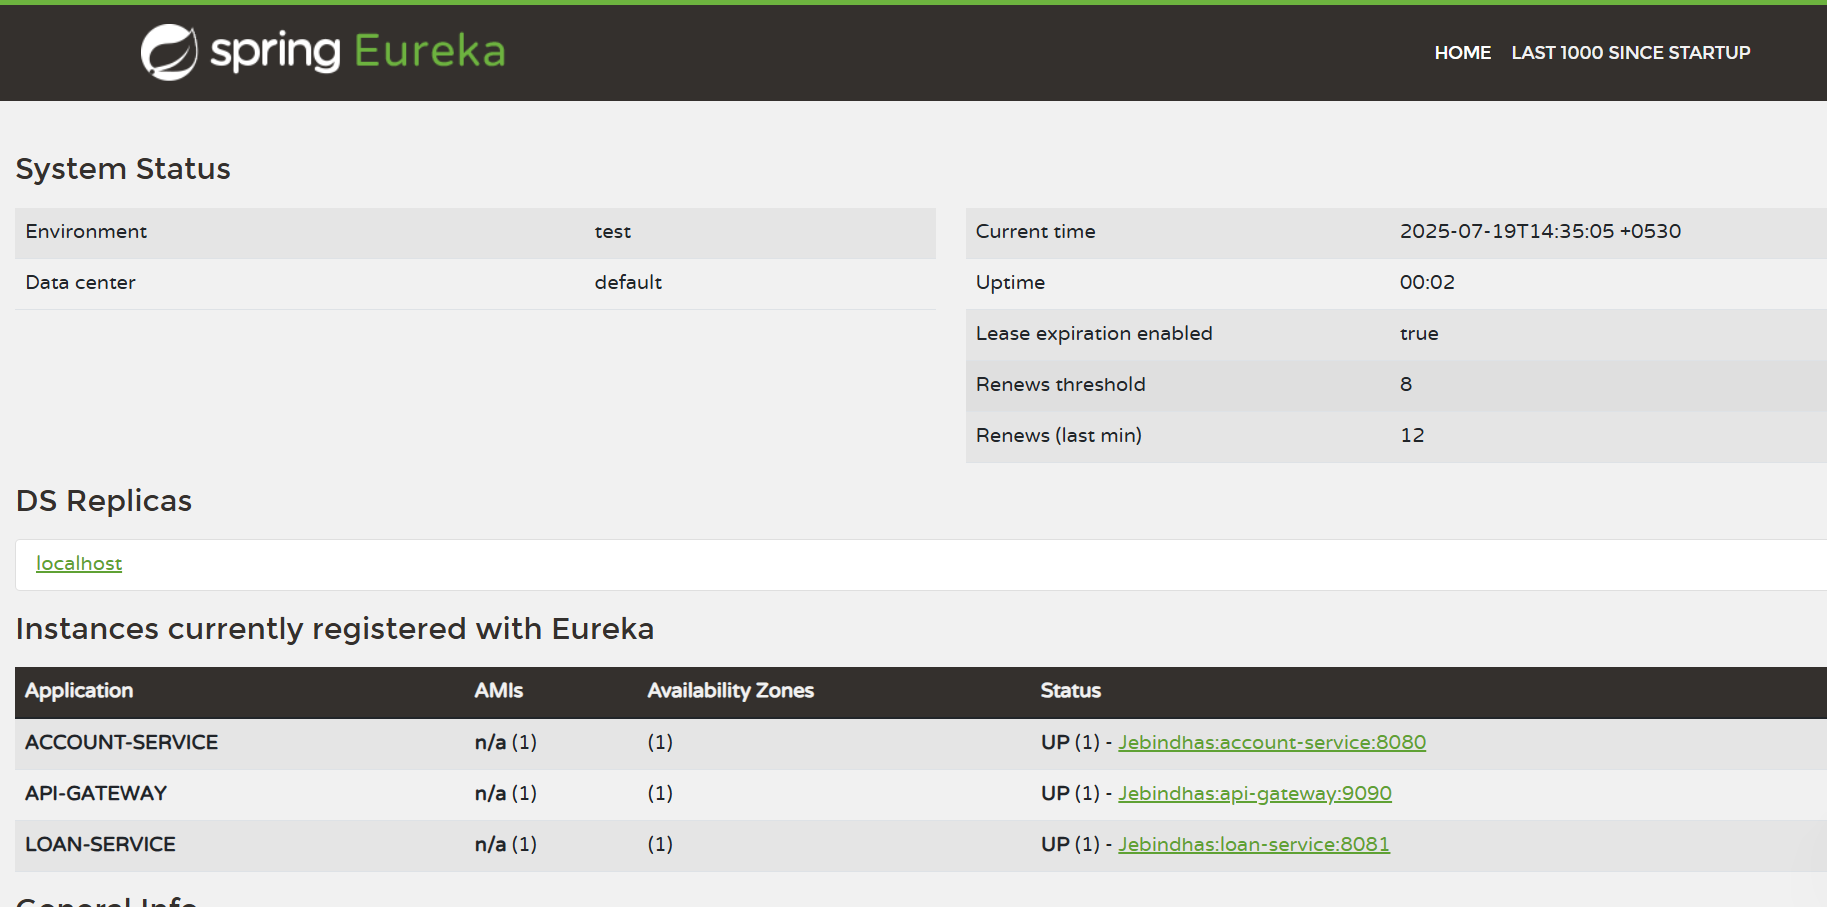 spring Eureka
HOME LAST 1000 SINCE STARTUP
System Status
Environment test
Data center default
Current time 2025-07-19T14:35:05 +0530
Uptime 00:02
Lease expiration enabled true
Renews threshold 8
Renews (last min) 12
DS Replicas
localhost
Instances currently registered with Eureka
Application AMIs Availability Zones Status
ACCOUNT-SERVICE n/a (1) (1) UP (1) - Jebindhas:account-service:8080
API-GATEWAY n/a (1) (1) UP (1) - Jebindhas:api-gateway:9090
LOAN-SERVICE n/a (1) (1) UP (1) - Jebindhas:loan-service:8081
General Info